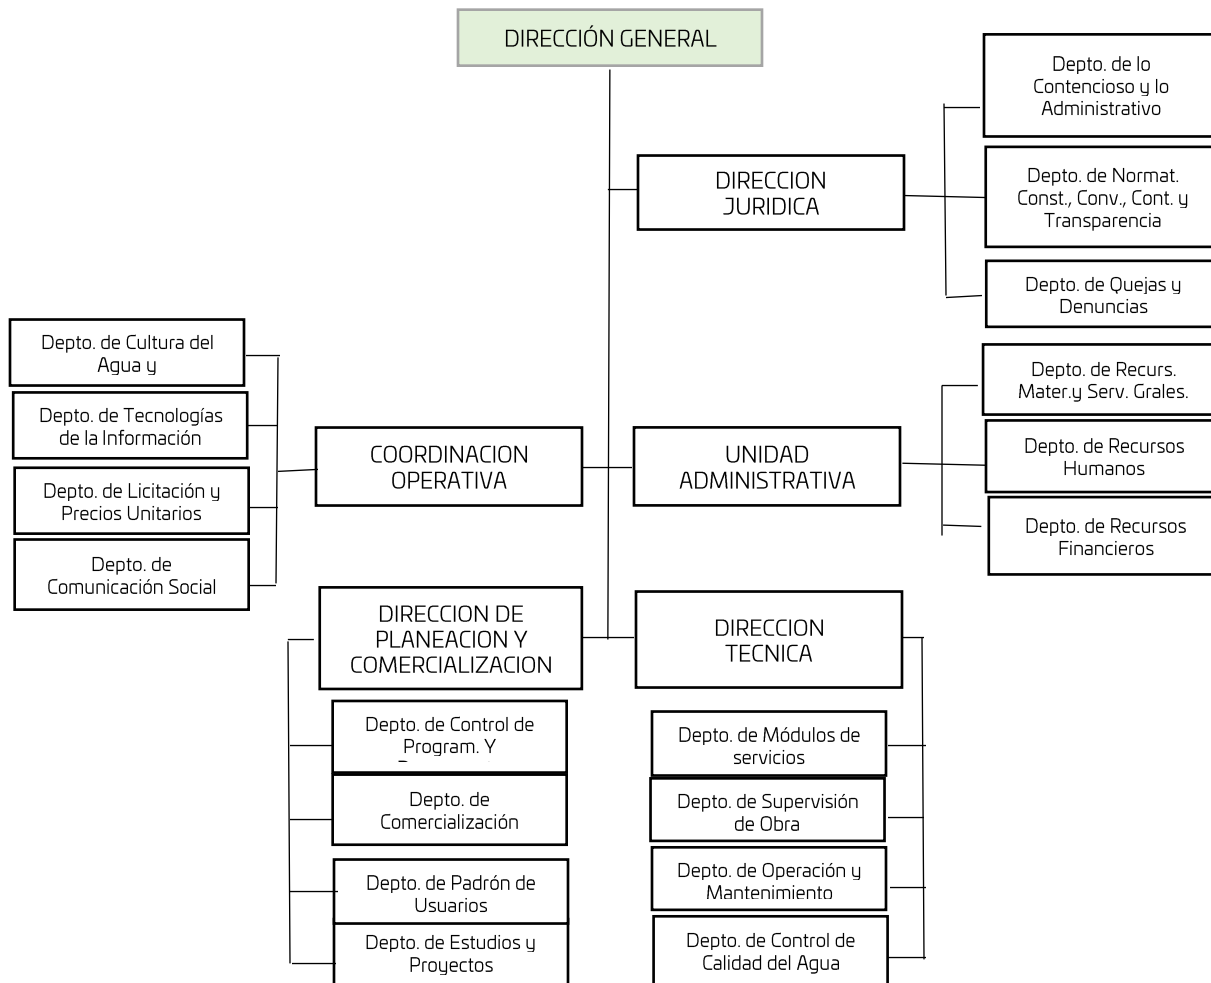 DIRECCIÓN GENERAL
Depto. de lo
Contencioso y lo
Administrativo
DIRECCION
JURIDICA
Depto. de Normat.
Const., Conv., Cont. y
Transparencia
Depto. de Quejas y
Denuncias
Depto. de Cultura del
Agua y
Depto. de Tecnologías
de la Información
Depto. de Licitación y
Precios Unitarios
Depto. de
Comunicación Social
COORDINACION
OPERATIVA
UNIDAD
ADMINISTRATIVA
Depto. de Recurs.
Mater.y Serv. Grales.
Depto. de Recursos
Humanos
Depto. de Recursos
Financieros
DIRECCION DE
PLANEACION Y
COMERCIALIZACION
DIRECCION
TECNICA
Depto. de Control de
Program. Y
Depto. de
Comercialización
Depto. de Padrón de
Usuarios
Depto. de Estudios y
Proyectos
Depto. de Módulos de
servicios
Depto. de Supervisión
de Obra
Depto. de Operación y
Mantenimiento
Depto. de Control de
Calidad del Agua